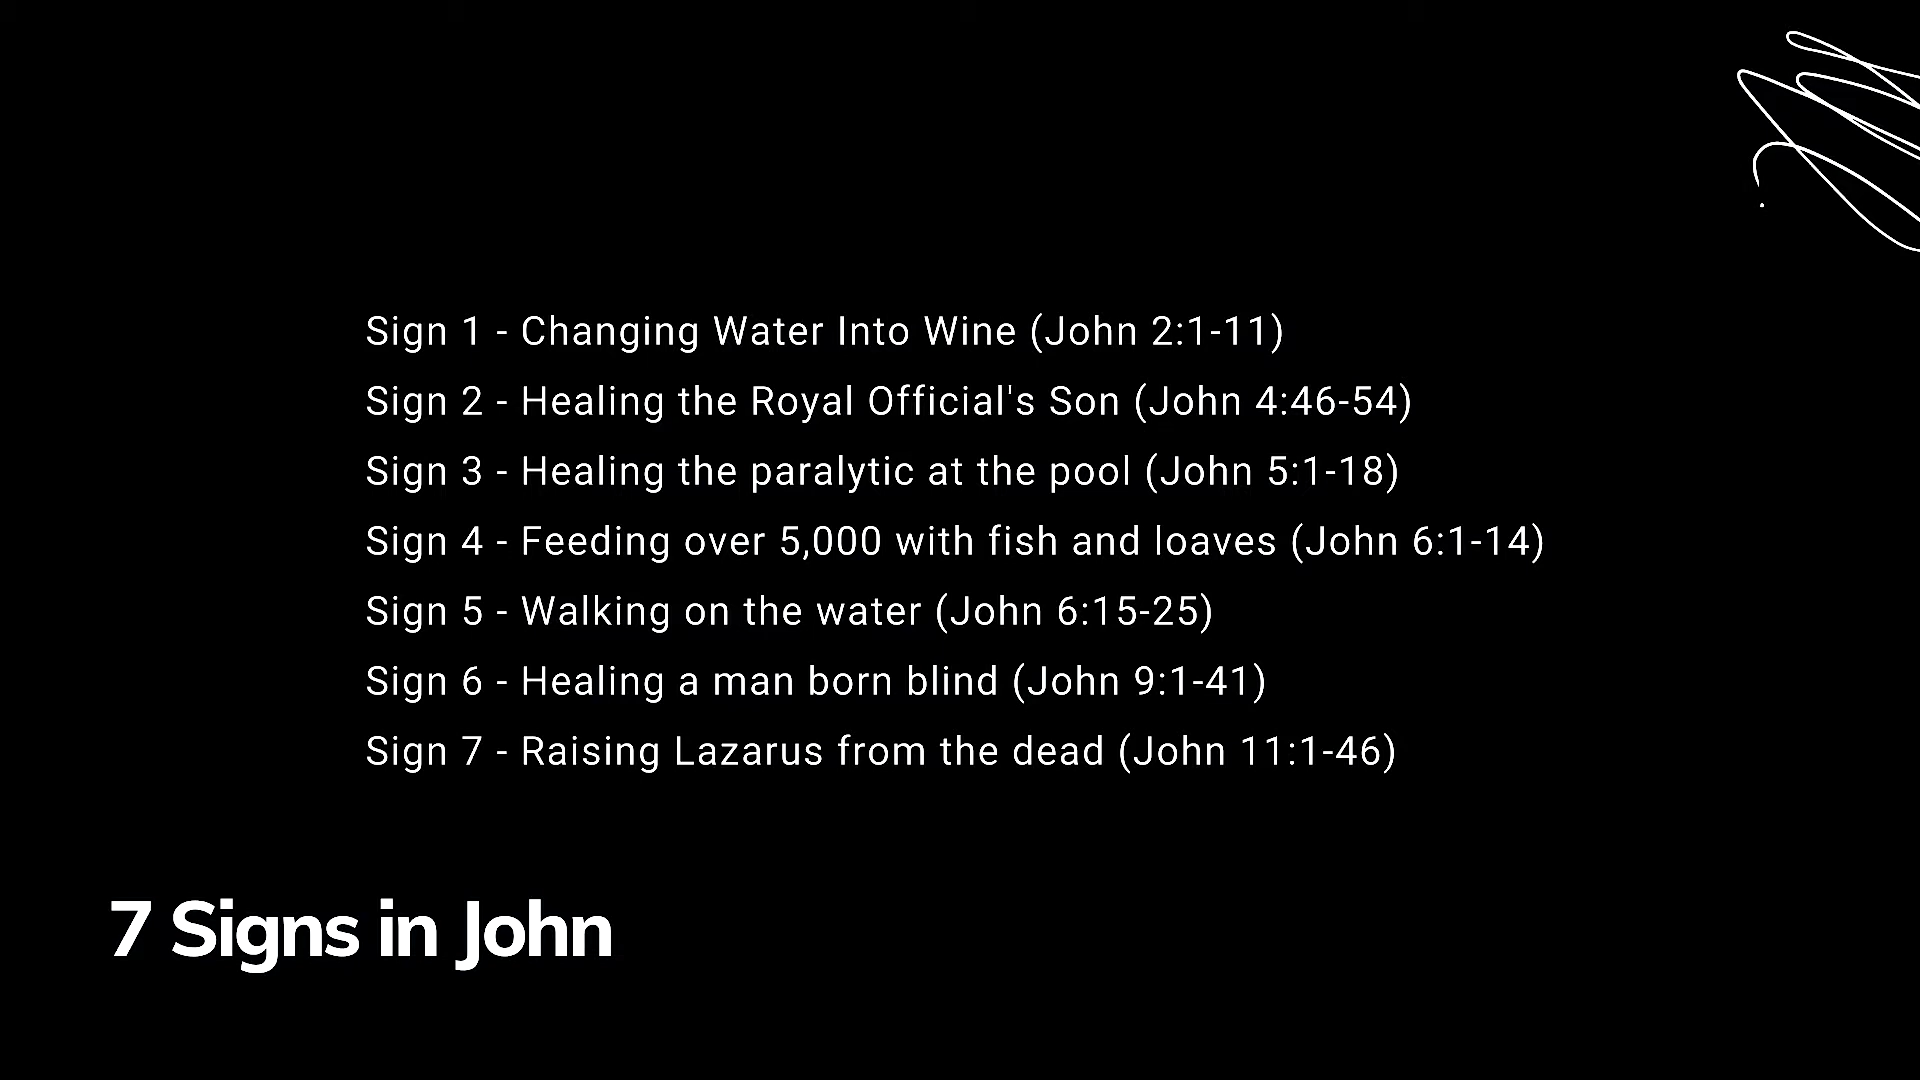 Sign 1 - Changing Water Into Wine (John 2:1-11)
Sign 2 - Healing the Royal Official's Son (John 4:46-54)
Sign 3 - Healing the paralytic at the pool (John 5:1-18)
Sign 4 - Feeding over 5,000 with fish and loaves (John 6:1-14)
Sign 5 - Walking on the water (John 6:15-25)
Sign 6 - Healing a man born blind (John 9:1-41)
Sign 7 - Raising Lazarus from the dead (John 11:1-46)
7 Signs in John